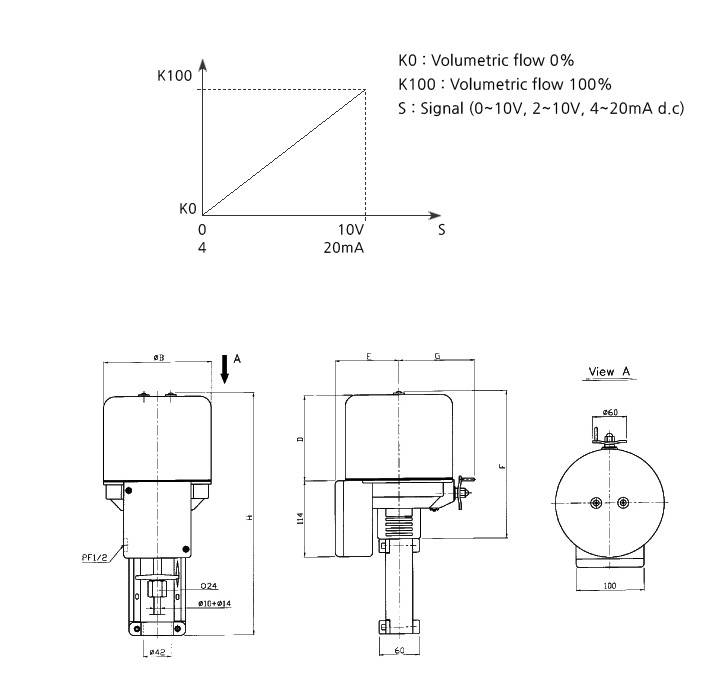 K0 : Volumetric flow 0%
K100 : Volumetric flow 100%
S : Signal (0~10V, 2~10V, 4~20mA d.c)
K100
K0
0 10V S
4 20mA
øB
A
E G
View A
ø60
D
F
H
114
PF1/2
□24
ø10+ø14
ø42
60
100